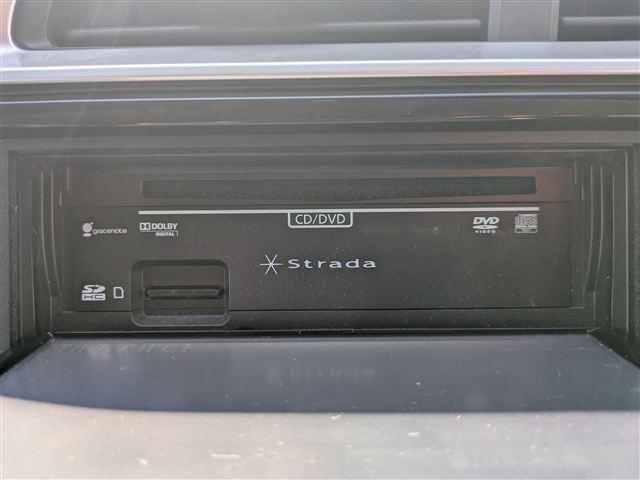 CD/DVD
gracenote
DOLBY
DIGITAL
DVD
VIDEO
Strada
SD
HC